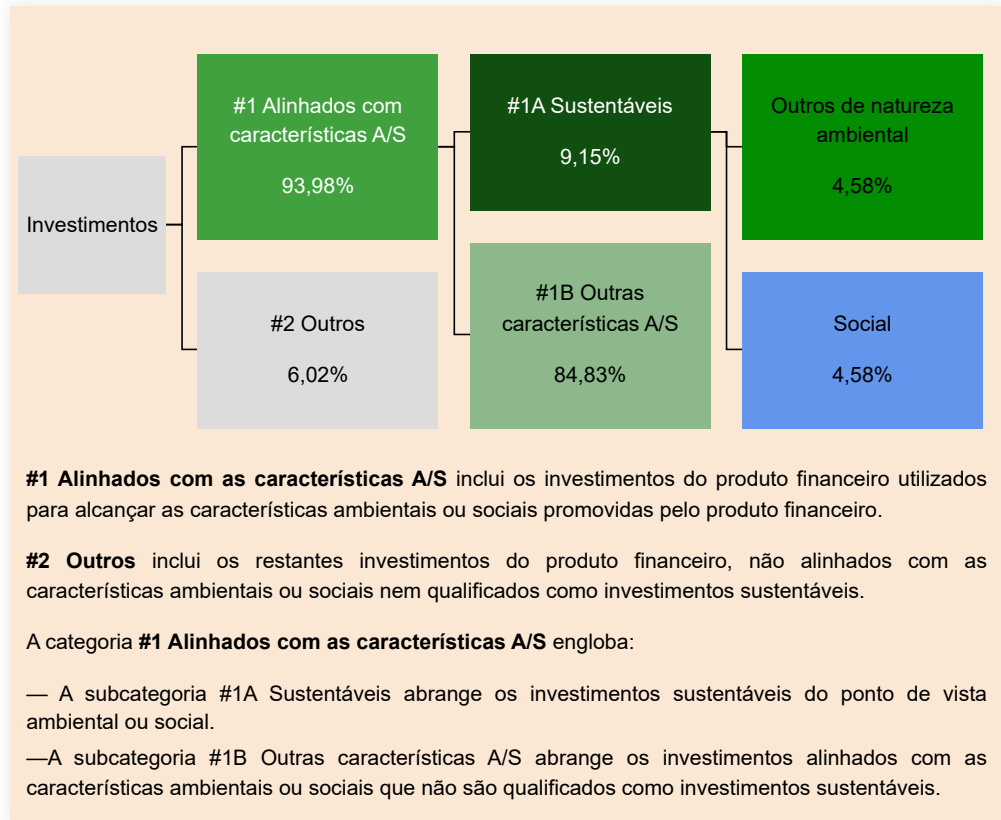 #1 Alinhados com
características A/S
93,98%
#1A Sustentáveis
9,15%
Outros de natureza
ambiental
4,58%
Investimentos
#2 Outros
6,02%
#1B Outras
características A/S
84,83%
Social
4,58%
#1 Alinhados com as características A/S inclui os investimentos do produto financeiro utilizados
para alcançar as características ambientais ou sociais promovidas pelo produto financeiro.
#2 Outros inclui os restantes investimentos do produto financeiro, não alinhados com as
características ambientais ou sociais nem qualificados como investimentos sustentáveis.
A categoria #1 Alinhados com as características A/S engloba:
— A subcategoria #1A Sustentáveis abrange os investimentos sustentáveis do ponto de vista
ambiental ou social.
—A subcategoria #1B Outras características A/S abrange os investimentos alinhados com as
características ambientais ou sociais que não são qualificados como investimentos sustentáveis.